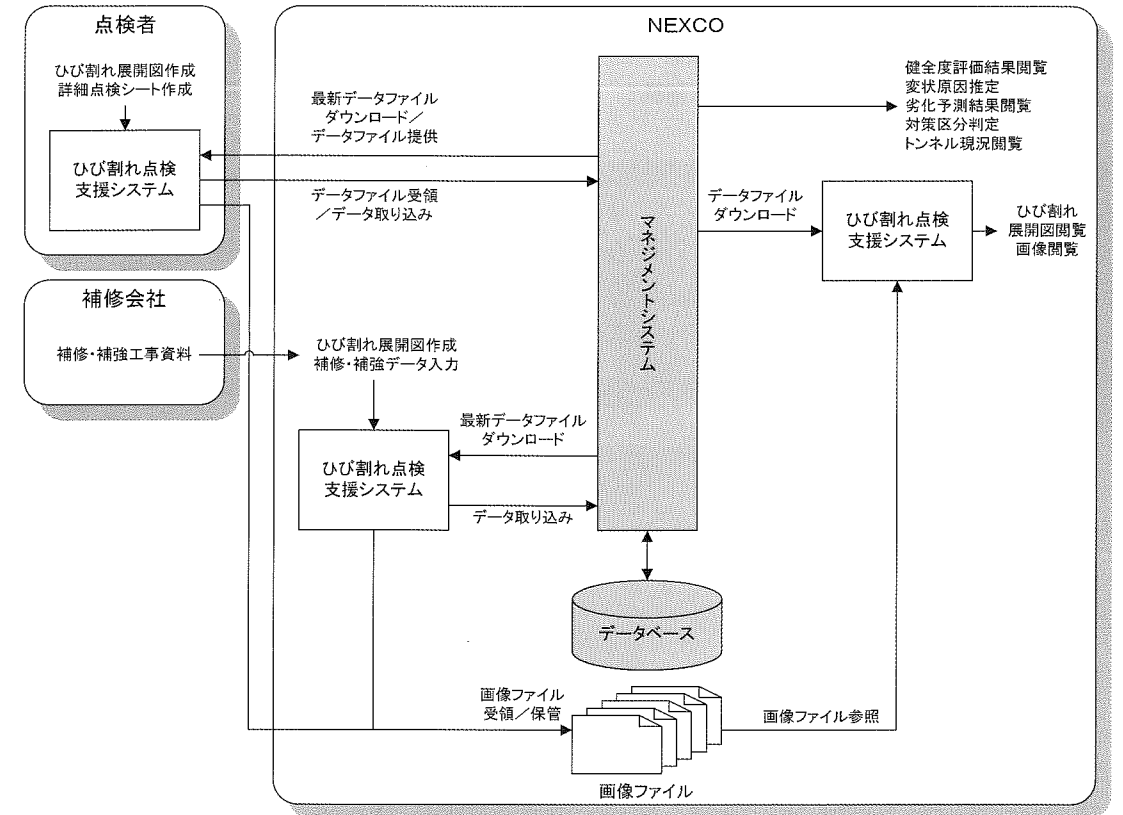 点検者
ひび割れ展開図作成
詳細点検シート作成
ひび割れ点検
支援システム
補修会社
補修・補強工事資料
NEXCO
最新データファイル
ダウンロード／
データファイル提供
データファイル受領
／データ取り込み
マネジメントシステム
健全度評価結果閲覧
変状原因推定
劣化予測結果閲覧
対策区分判定
トンネル現況閲覧
データファイル
ダウンロード
ひび割れ点検
支援システム
ひび割れ
展開図閲覧
画像閲覧
ひび割れ展開図作成
補修・補強データ入力
ひび割れ点検
支援システム
最新データファイル
ダウンロード
データ取り込み
データベース
画像ファイル
受領／保管
画像ファイル参照
画像ファイル